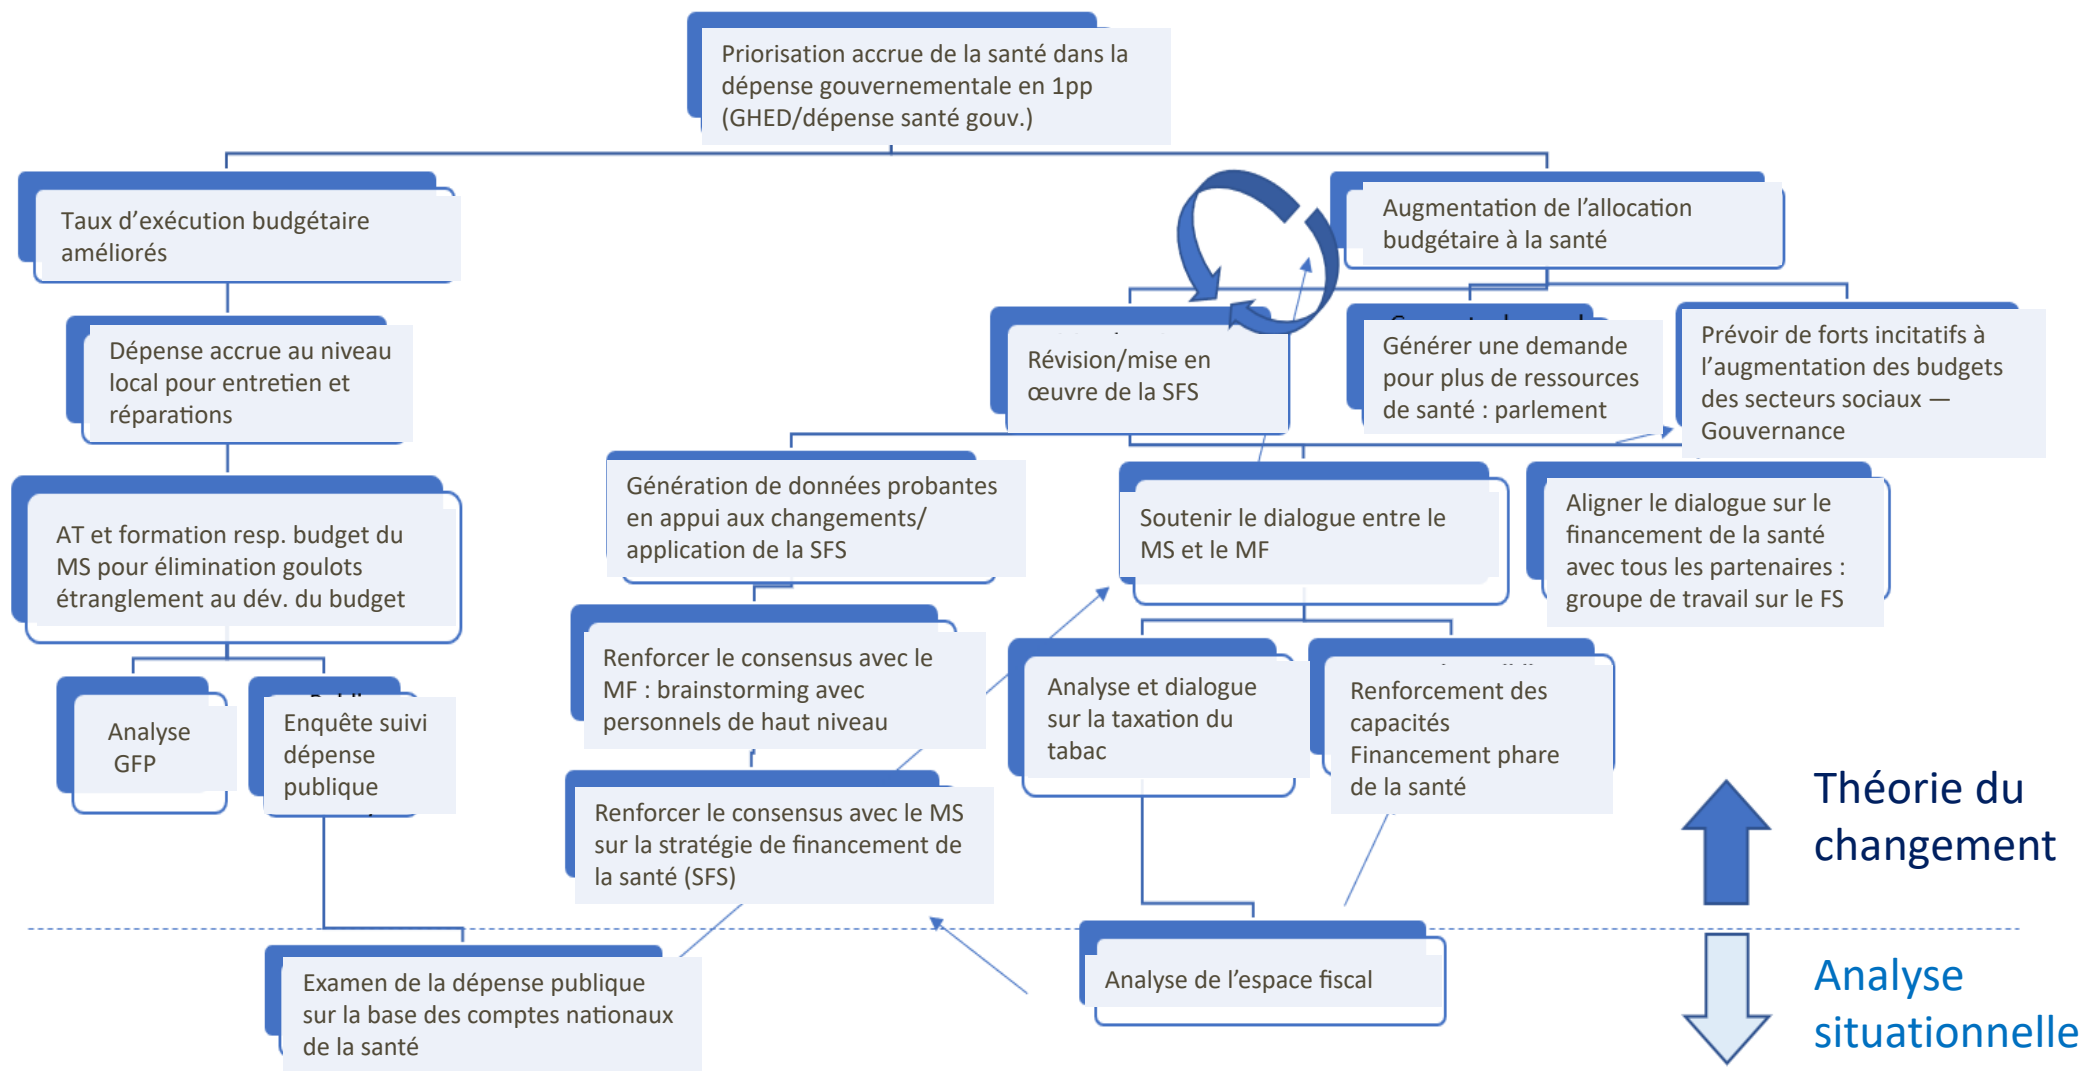 Priorisation accrue de la santé dans la
dépense gouvernementale en 1pp
(GHED/dépense santé gouv.)
Taux d’exécution budgétaire
améliorés
Augmentation de l’allocation
budgétaire à la santé
Dépense accrue au niveau
local pour entretien et
réparations
Révision/mise en
œuvre de la SFS
Générer une demande
pour plus de ressources
de santé : parlement
Prévoir de forts incitatifs à
l’augmentation des budgets
des secteurs sociaux —
Gouvernance
AT et formation resp. budget du
MS pour élimination goulots
étranglement au dév. du budget
Génération de données probantes
en appui aux changements/
application de la SFS
Soutenir le dialogue entre le
MS et le MF
Aligner le dialogue sur le
financement de la santé
avec tous les partenaires :
groupe de travail sur le FS
Analyse
GFP
Enquête suivi
dépense
publique
Renforcer le consensus avec le
MF : brainstorming avec
personnels de haut niveau
Analyse et dialogue
sur la taxation du
tabac
Renforcement des
capacités
Financement phare
de la santé
Renforcer le consensus avec le MS
sur la stratégie de financement de
la santé (SFS)
Théorie du
changement
Examen de la dépense publique
sur la base des comptes nationaux
de la santé
Analyse de l’espace fiscal
Analyse
situationnelle